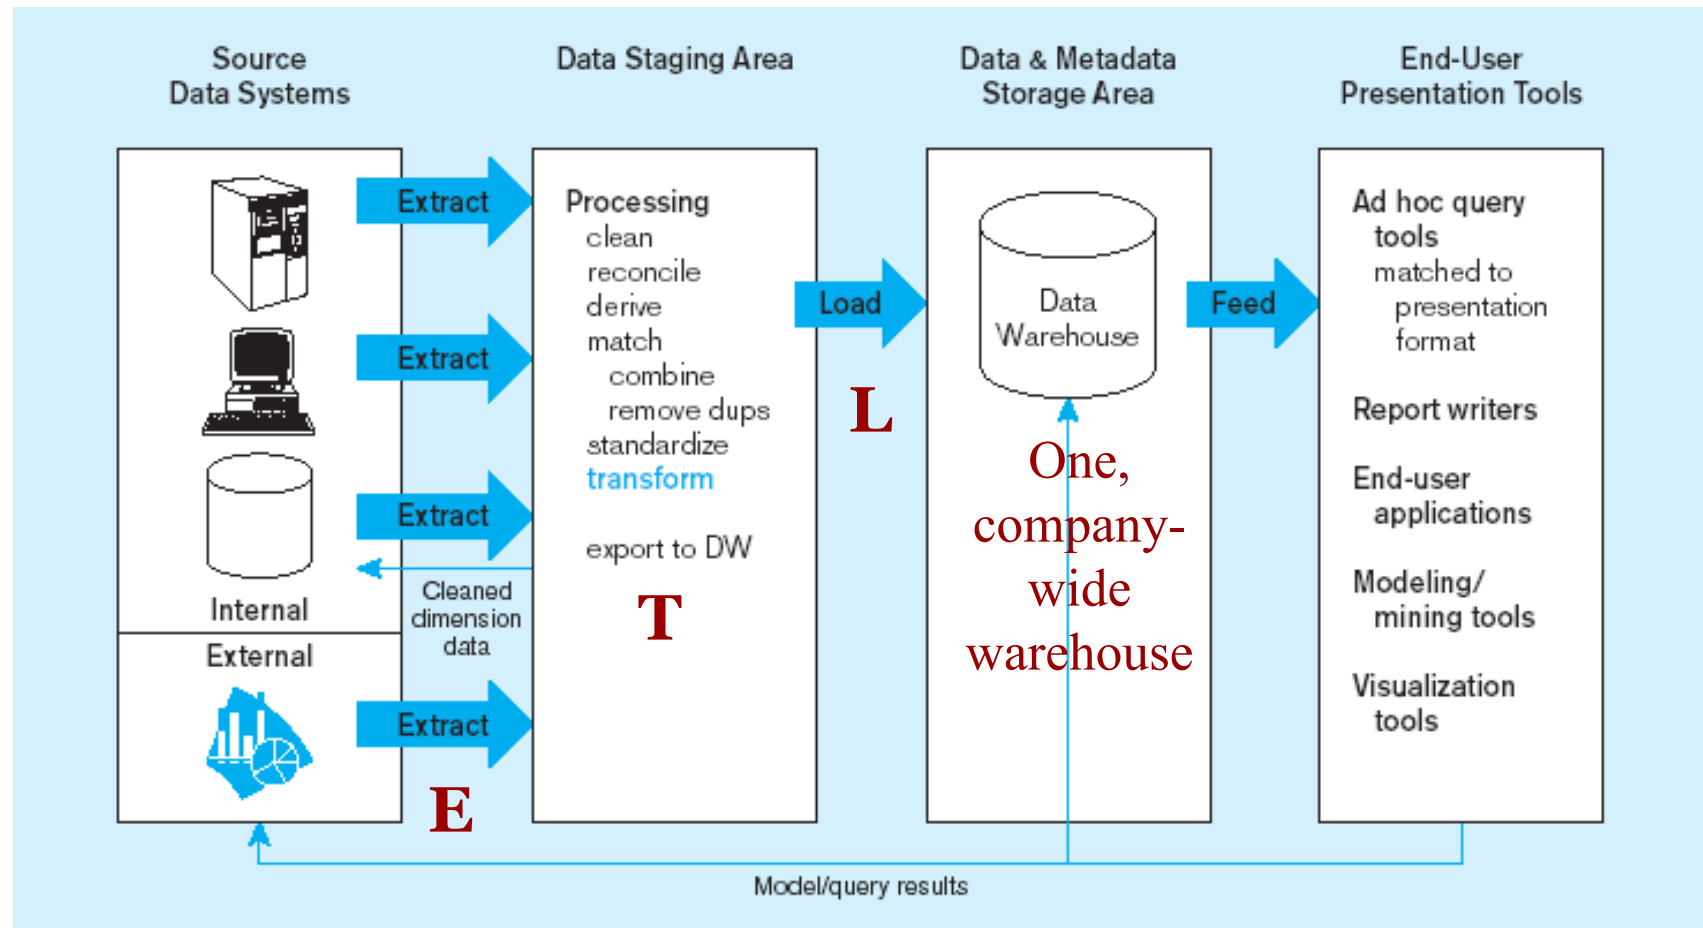 Source
Data Systems
Data Staging Area
Data & Metadata
Storage Area
End-User
Presentation Tools
Extract
Extract
Extract
Internal
External
Extract
E
Processing
clean
reconcile
derive
match
combine
remove dups
standardize
transform
export to DW
Cleaned
dimension
data
T
Load
L
Data
Warehouse
One,
company-
wide
warehouse
Feed
Ad hoc query
tools
matched to
presentation
format
Report writers
End-user
applications
Modeling/
mining tools
Visualization
tools
Model/query results